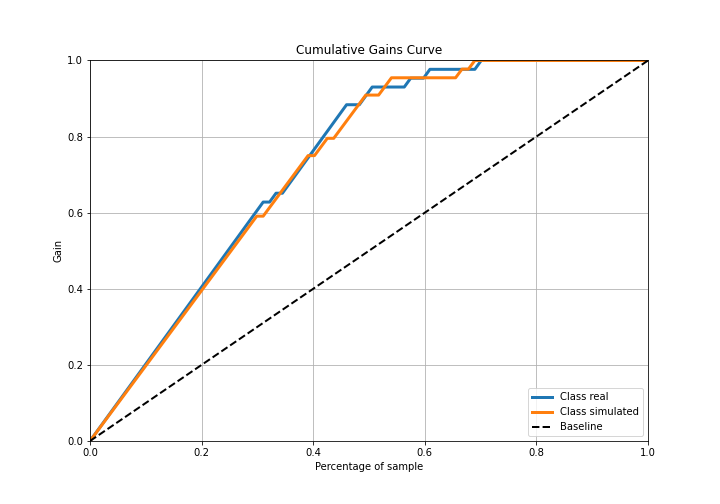 Cumulative Gains Curve
1.0
0.8
0.6
0.4
0.2
0.0
Gain
0.0 0.2 0.4 0.6 0.8 1.0
Percentage of sample
Class real
Class simulated
Baseline